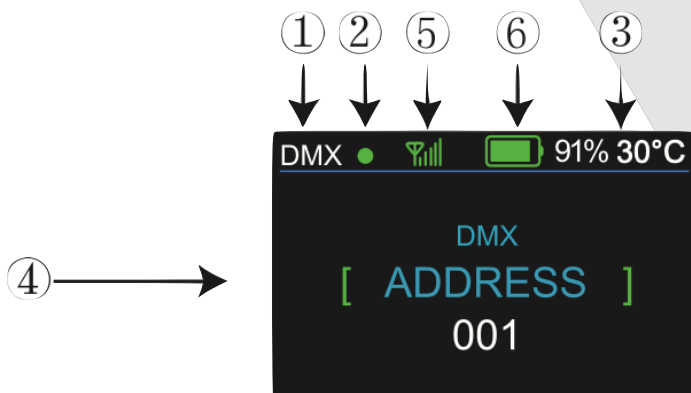 ① ② ⑤ ⑥ ③
DMX 91% 30°C
DMX
④ [ ADDRESS ]
001